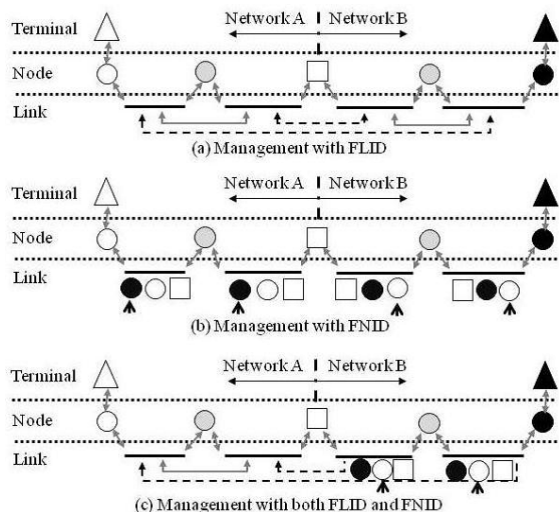 Terminal
Network A Network B
Node
Link
(a) Management with FLID
Terminal
Network A Network B
Node
Link
(b) Management with FNID
Terminal
Network A Network B
Node
Link
(c) Management with both FLID and FNID